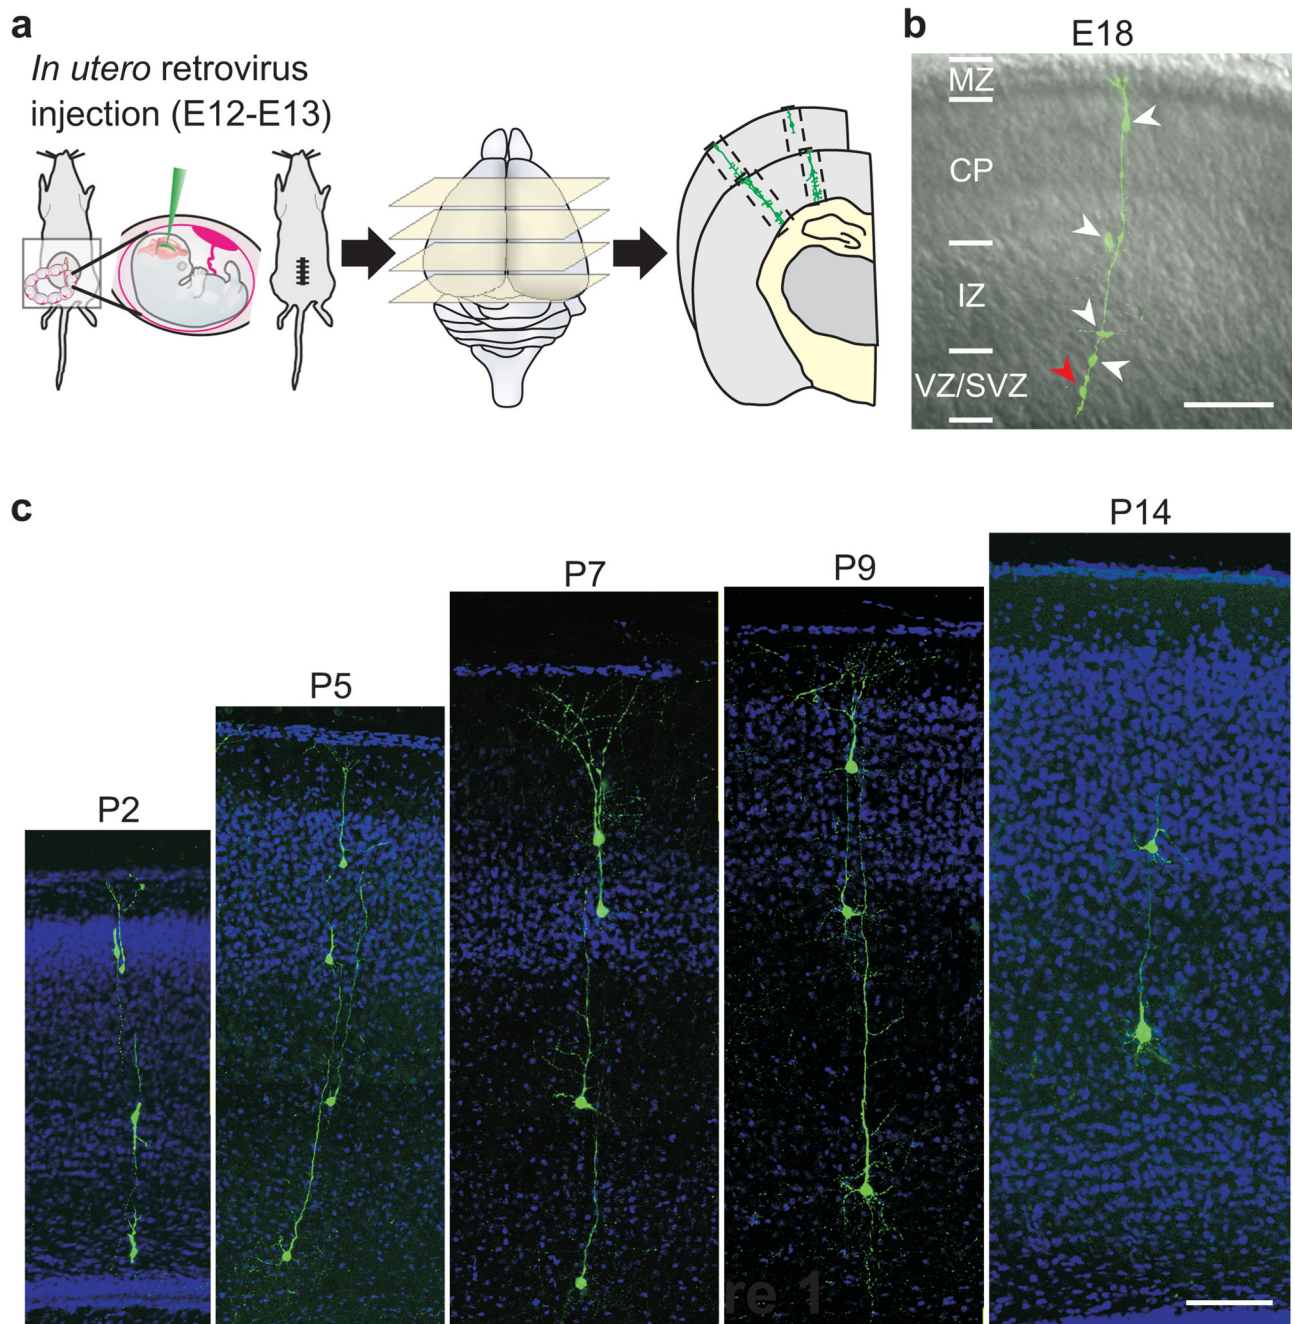 a
In utero retrovirus
injection (E12-E13)
b
E18
MZ
CP
IZ
VZ/SVZ
c
P2
P5
P7
P9
P14
re 1